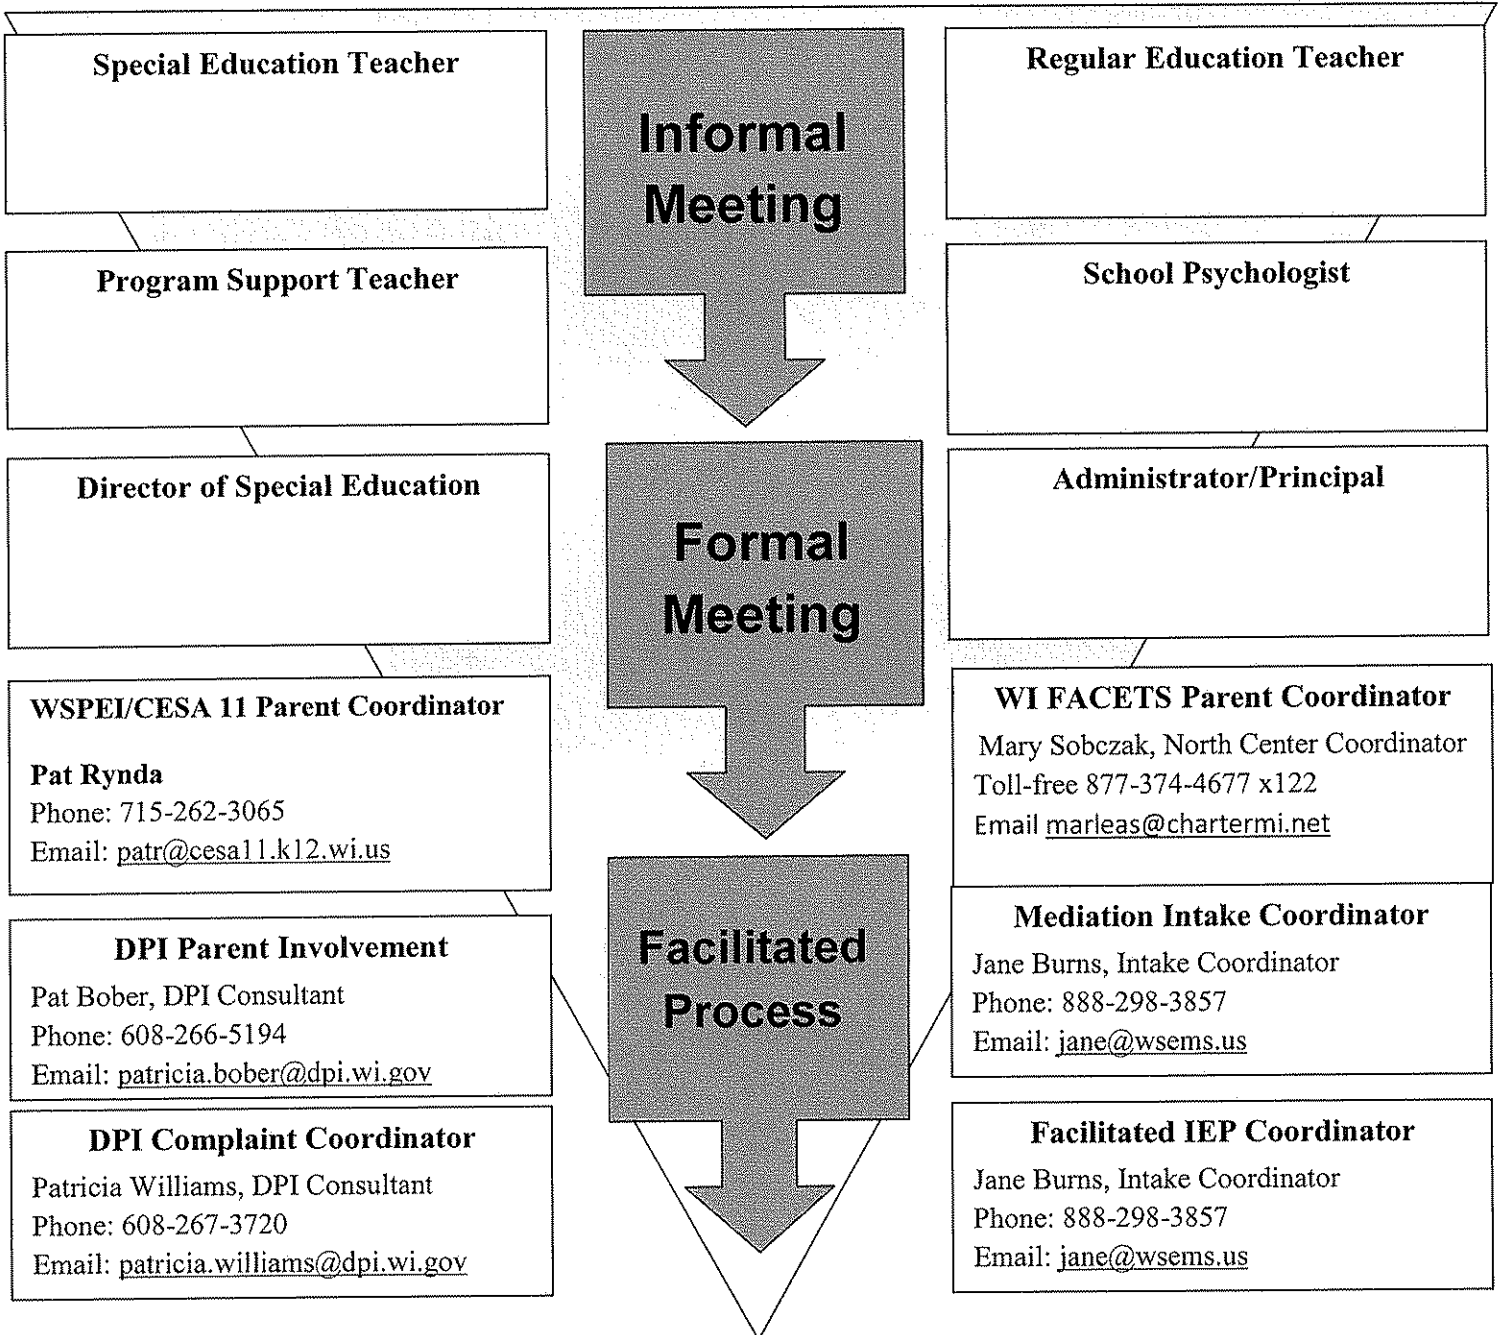 Special Education Teacher
Informal
Meeting
Regular Education Teacher
Program Support Teacher
School Psychologist
Director of Special Education
Formal
Meeting
Administrator/Principal
WSPEI/CESA 11 Parent Coordinator
Pat Rynda
Phone: 715-262-3065
Email: patr@cesa11.k12.wi.us
WI FACETS Parent Coordinator
Mary Sobczak, North Center Coordinator
Toll-free 877-374-4677 x122
Email marleas@chartermi.net
DPI Parent Involvement
Pat Bober, DPI Consultant
Phone: 608-266-5194
Email: patricia.bober@dpi.wi.gov
Facilitated
Process
Mediation Intake Coordinator
Jane Burns, Intake Coordinator
Phone: 888-298-3857
Email: jane@wsems.us
DPI Complaint Coordinator
Patricia Williams, DPI Consultant
Phone: 608-267-3720
Email: patricia.williams@dpi.wi.gov
Facilitated IEP Coordinator
Jane Burns, Intake Coordinator
Phone: 888-298-3857
Email: jane@wsems.us